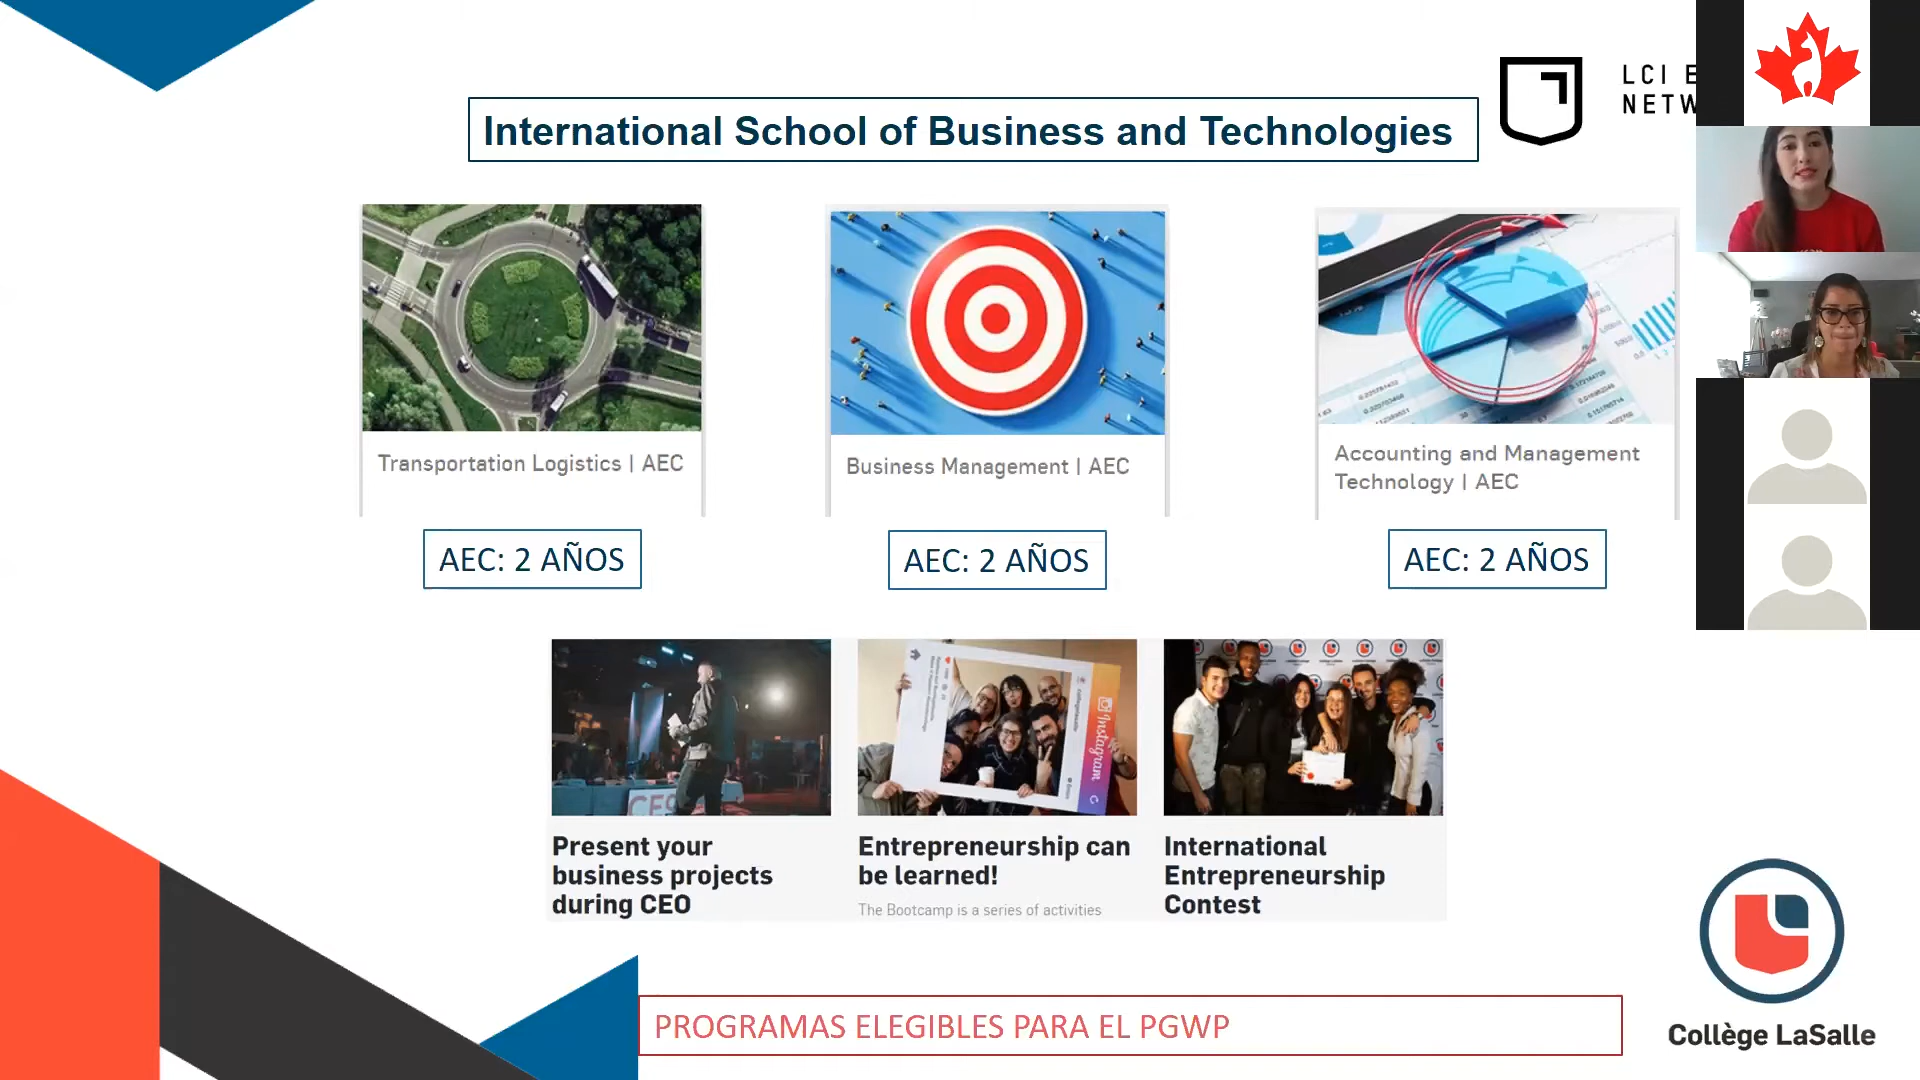 LCI E
NETW
International School of Business and Technologies
Transportation Logistics | AEC
Business Management | AEC
Accounting and Management
Technology | AEC
AEC: 2 AÑOS
AEC: 2 AÑOS
AEC: 2 AÑOS
Instagram
Present your
business projects
during CEO
Entrepreneurship can
be learned!
The Bootcamp is a series of activities
International
Entrepreneurship
Contest
PROGRAMAS ELEGIBLES PARA EL PGWP
Collège LaSalle